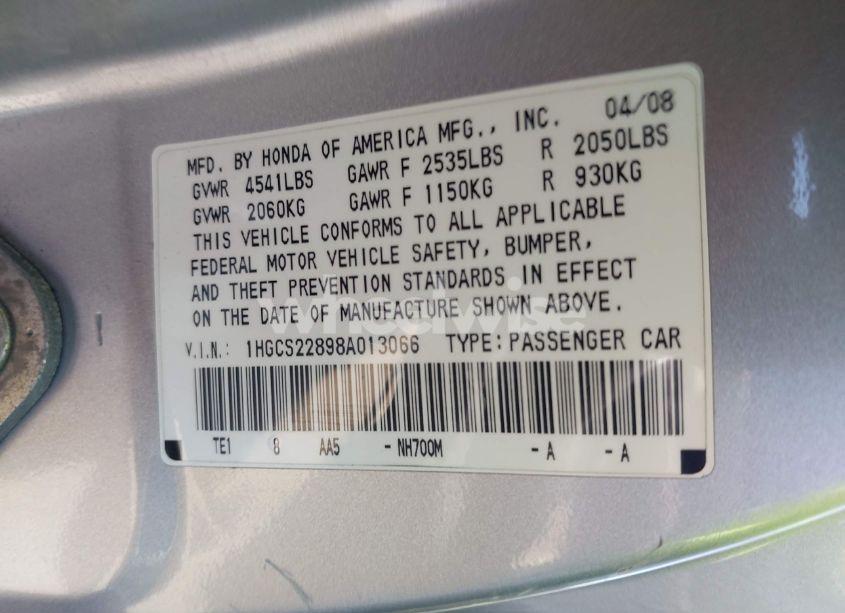 MFD. BY HONDA OF AMERICA MFG., INC. 04/08
GVWR 4541LBS GAWR F 2535LBS R 2050LBS
GVWR 2060KG GAWR F 1150KG R 930KG
THIS VEHICLE CONFORMS TO ALL APPLICABLE
FEDERAL MOTOR VEHICLE SAFETY, BUMPER,
AND THEFT PREVENTION STANDARDS IN EFFECT
ON THE DATE OF MANUFACTURE SHOWN ABOVE.
wheelwise
V.I.N.: 1HGCS22898A013066 TYPE: PASSENGER CAR
TE1 8 AA5 - NH700M - A - A